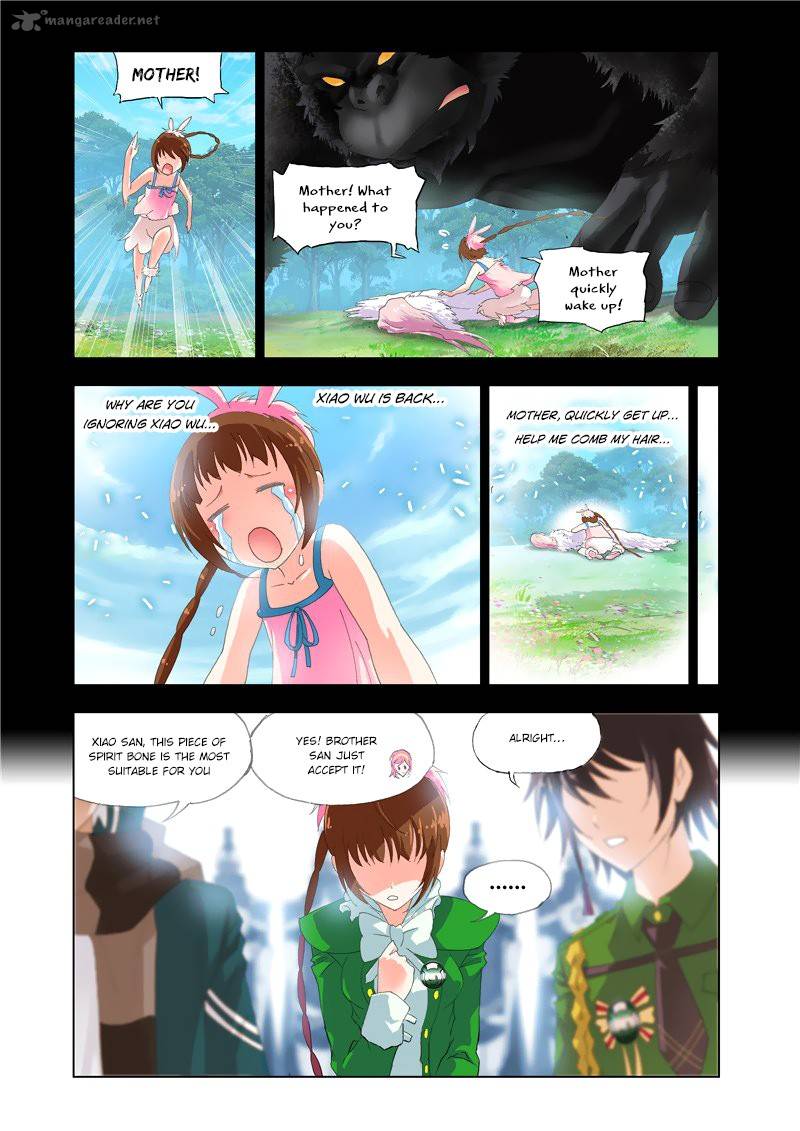 mangareader.net
MOTHER!
Mother! What
happened to
you?
Mother
quickly
wake up!
WHY ARE YOU
IGNORING XIAO WU...
XIAO WU IS BACK...
MOTHER, QUICKLY GET UP...
HELP ME COMB MY HAIR...
XIAO SAN, THIS PIECE OF
SPIRIT BONE IS THE MOST
SUITABLE FOR YOU
YES! BROTHER
SAN JUST
ACCEPT IT!
ALRIGHT...
......